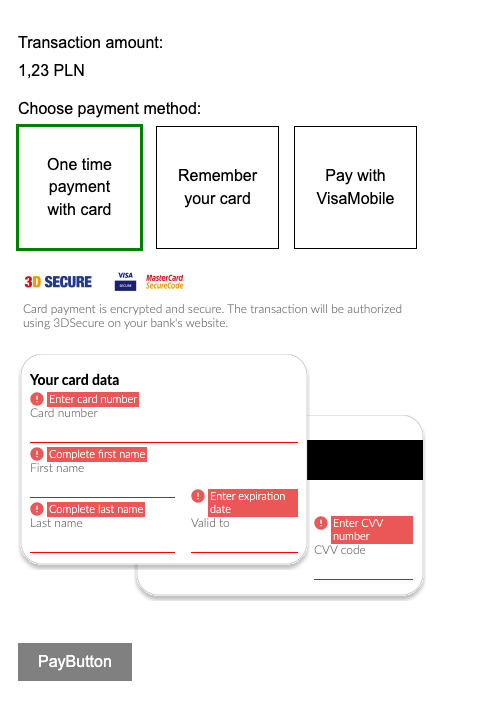 Transaction amount:
1,23 PLN
Choose payment method:
One time
payment
with card
Remember
your card
Pay with
VisaMobile
3D SECURE
VISA
SECURE
MasterCard.
SecureCode.
Card payment is encrypted and secure. The transaction will be authorized
using 3DSecure on your bank's website.
Your card data
! Enter card number
Card number
! Complete first name
First name
! Complete last name
Last name
! Enter expiration
date
Valid to
! Enter CVV
number
CVV code
PayButton